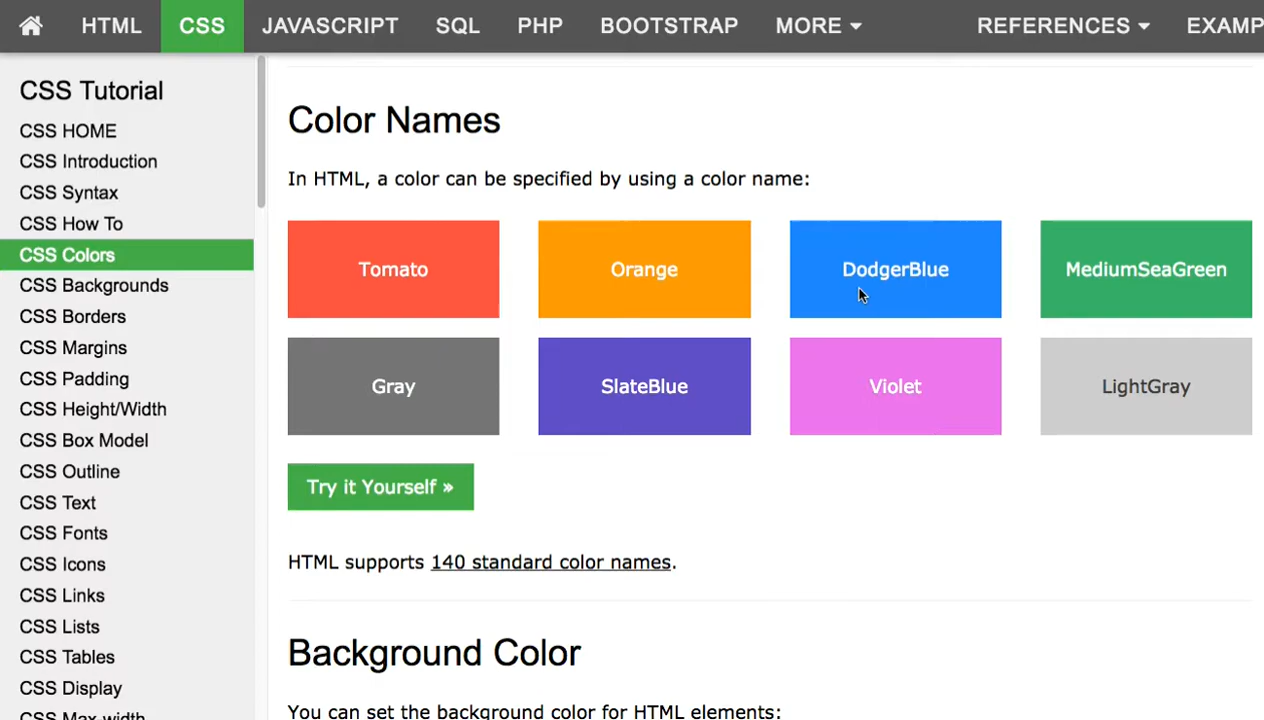 HTML CSS JAVASCRIPT SQL PHP BOOTSTRAP MORE REFERENCES EXAMP
CSS Tutorial
CSS HOME
CSS Introduction
CSS Syntax
CSS How To
CSS Colors
CSS Backgrounds
CSS Borders
CSS Margins
CSS Padding
CSS Height/Width
CSS Box Model
CSS Outline
CSS Text
CSS Fonts
CSS Icons
CSS Links
CSS Lists
CSS Tables
CSS Display
CSS Max-width
Color Names
In HTML, a color can be specified by using a color name:
Tomato Orange DodgerBlue MediumSeaGreen
Gray SlateBlue Violet LightGray
Try it Yourself »
HTML supports 140 standard color names.
Background Color
You can set the background color for HTML elements: